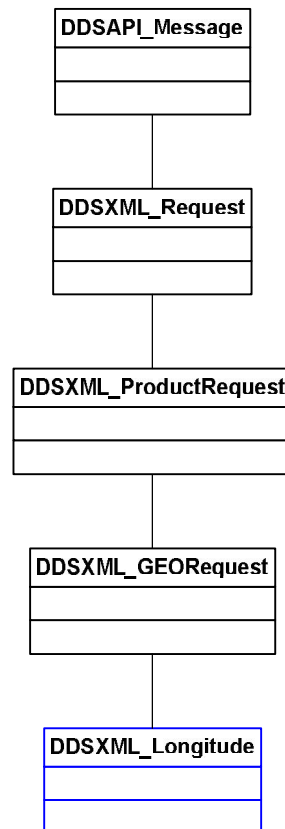 DDSAPI_Message
DDSXML_Request
DDSXML_ProductRequest
DDSXML_GEORequest
DDSXML_Longitude